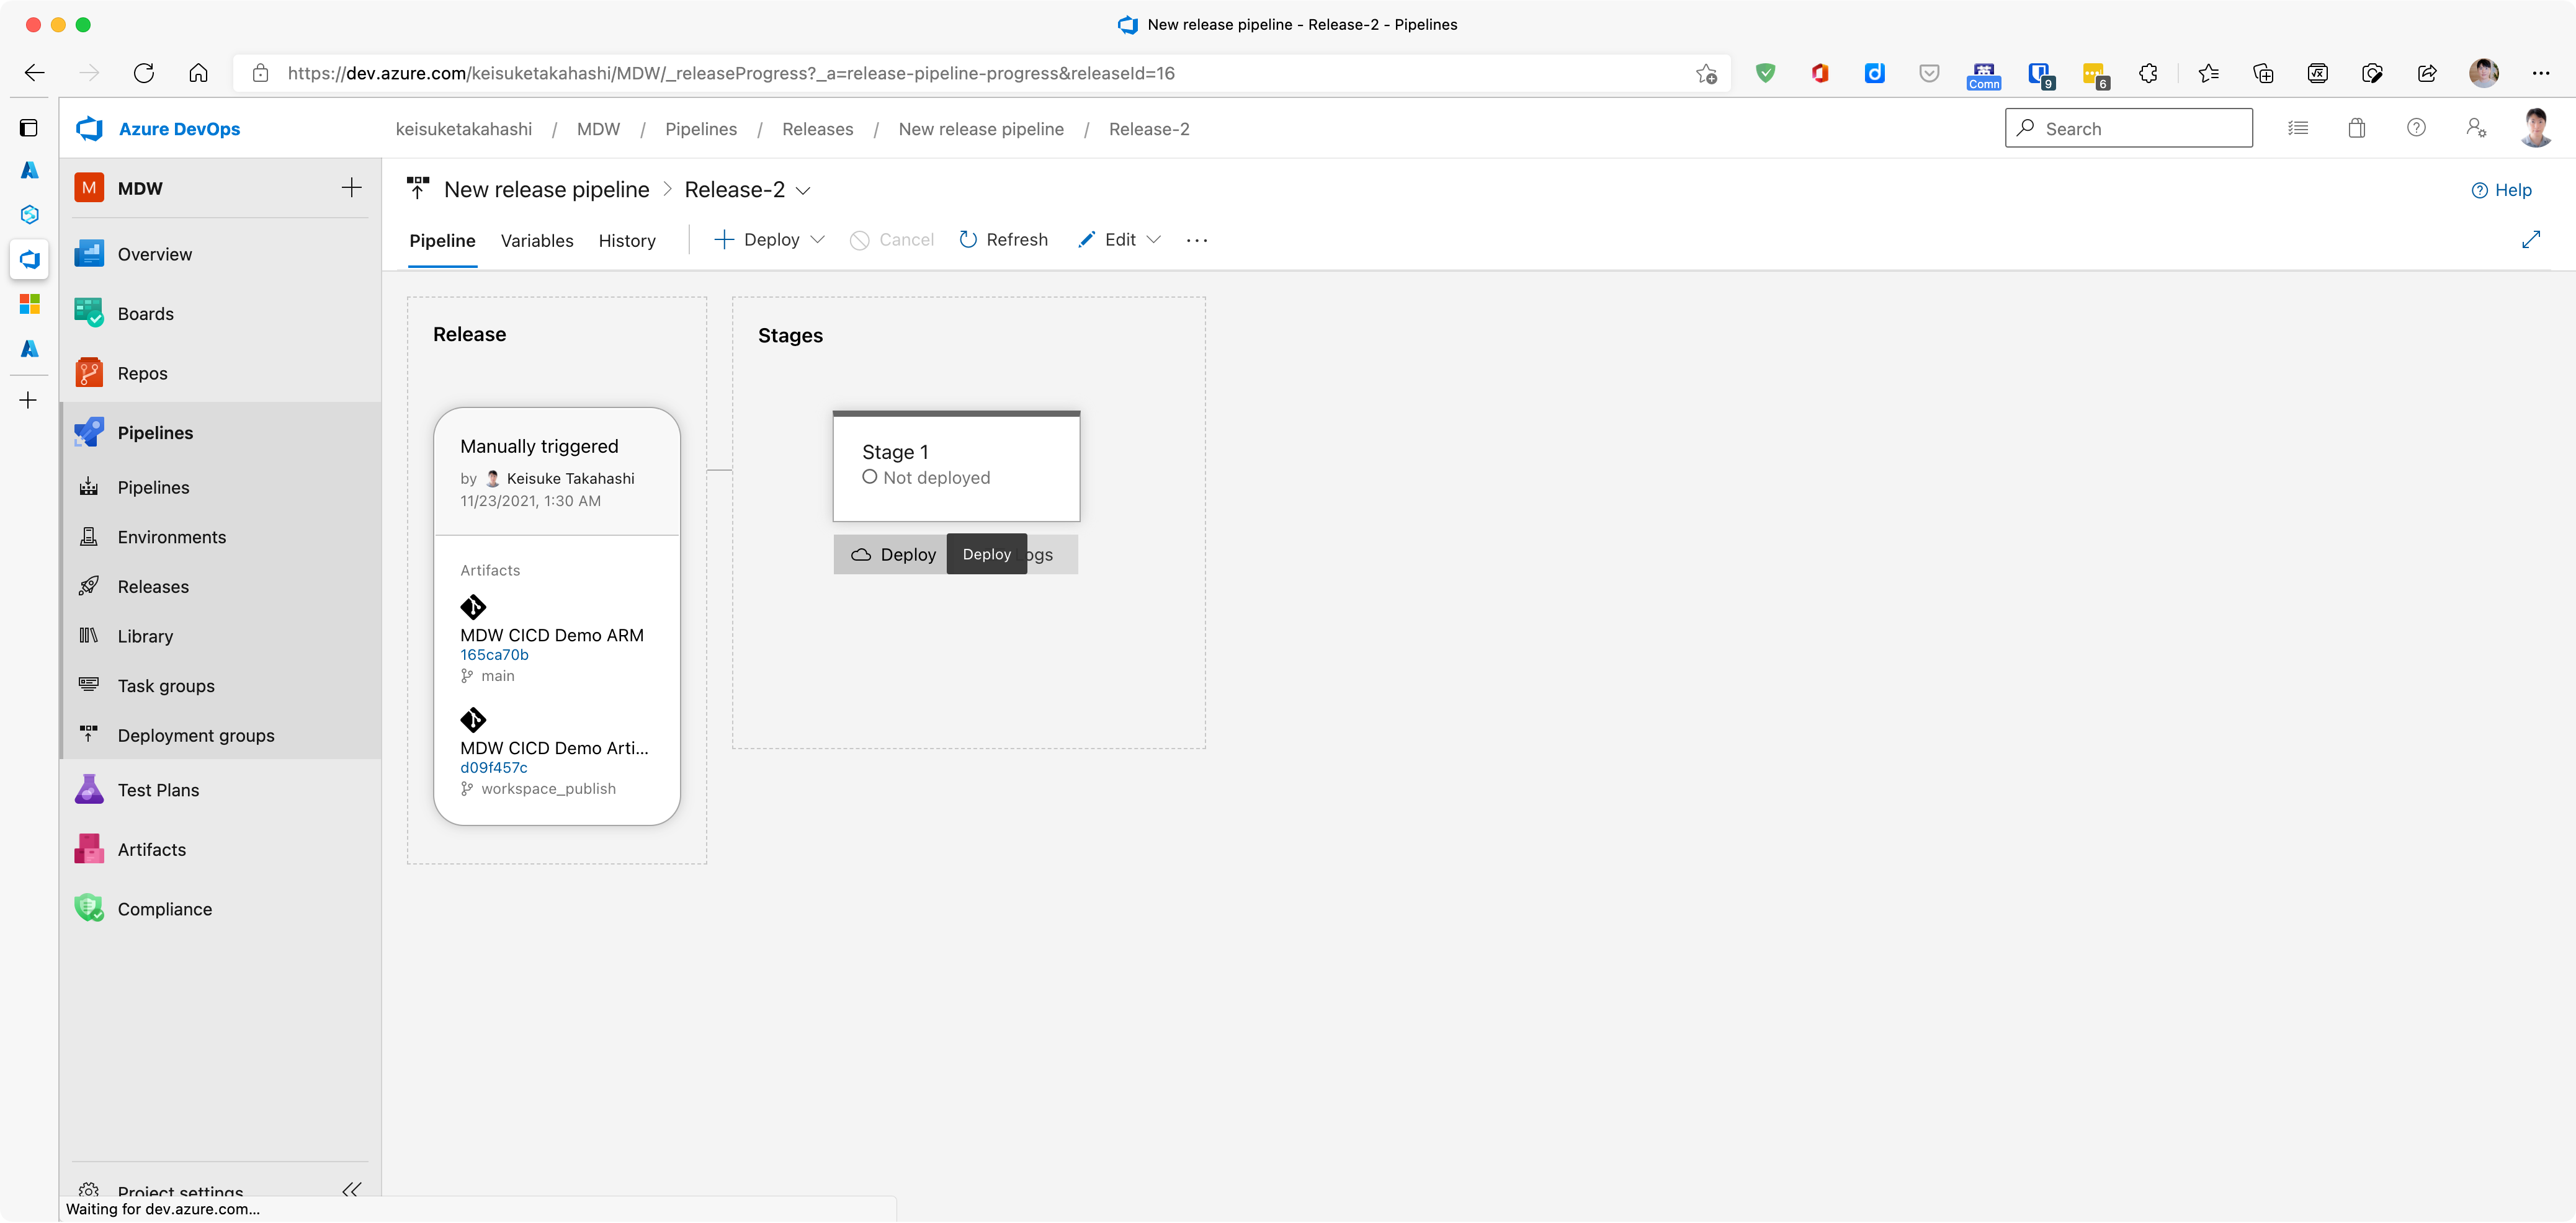 New release pipeline - Release-2 - Pipelines
https://dev.azure.com/keisuketakahashi/MDW/_releaseProgress?_a=release-pipeline-progress&releaseId=16
Comn
9
6
Azure DevOps
keisuketakahashi / MDW / Pipelines / Releases / New release pipeline / Release-2
Search
M MDW
Overview
Boards
Repos
Pipelines
Pipelines
Environments
Releases
Library
Task groups
Deployment groups
Test Plans
Artifacts
Compliance
Project settings
Waiting for dev.azure.com...
New release pipeline > Release-2
Help
Pipeline Variables History Deploy Cancel Refresh Edit
Release
Manually triggered
by Keisuke Takahashi
11/23/2021, 1:30 AM
Artifacts
MDW CICD Demo ARM
165ca70b
main
MDW CICD Demo Arti...
d09f457c
workspace_publish
Stages
Stage 1
Not deployed
Deploy
Deploy
ogs